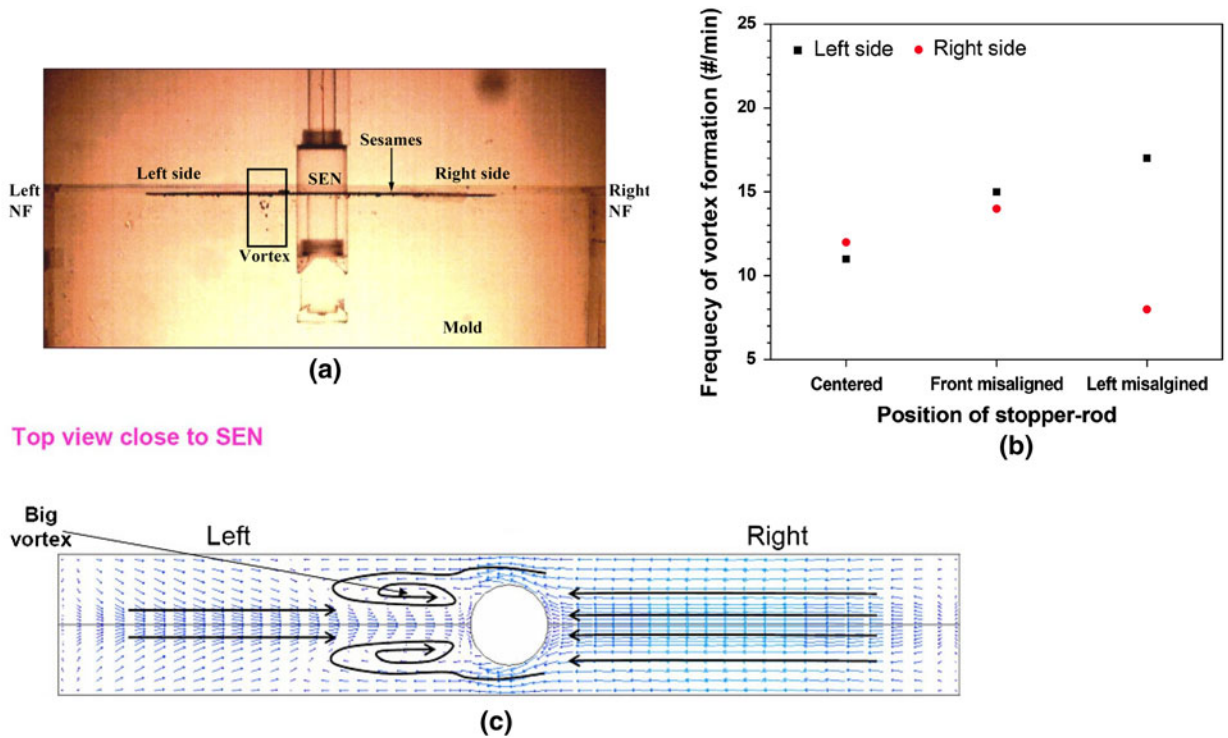 Left side
SEN
Sesames
Right side
Left
NF
Right
NF
Vortex
Mold
(a)
Frequecy of vortex formation (#/min)
25
20
15
10
5
Left side
Right side
Centered
Front misaligned
Left misalgined
Position of stopper-rod
(b)
Top view close to SEN
Big
vortex
Left
Right
(c)